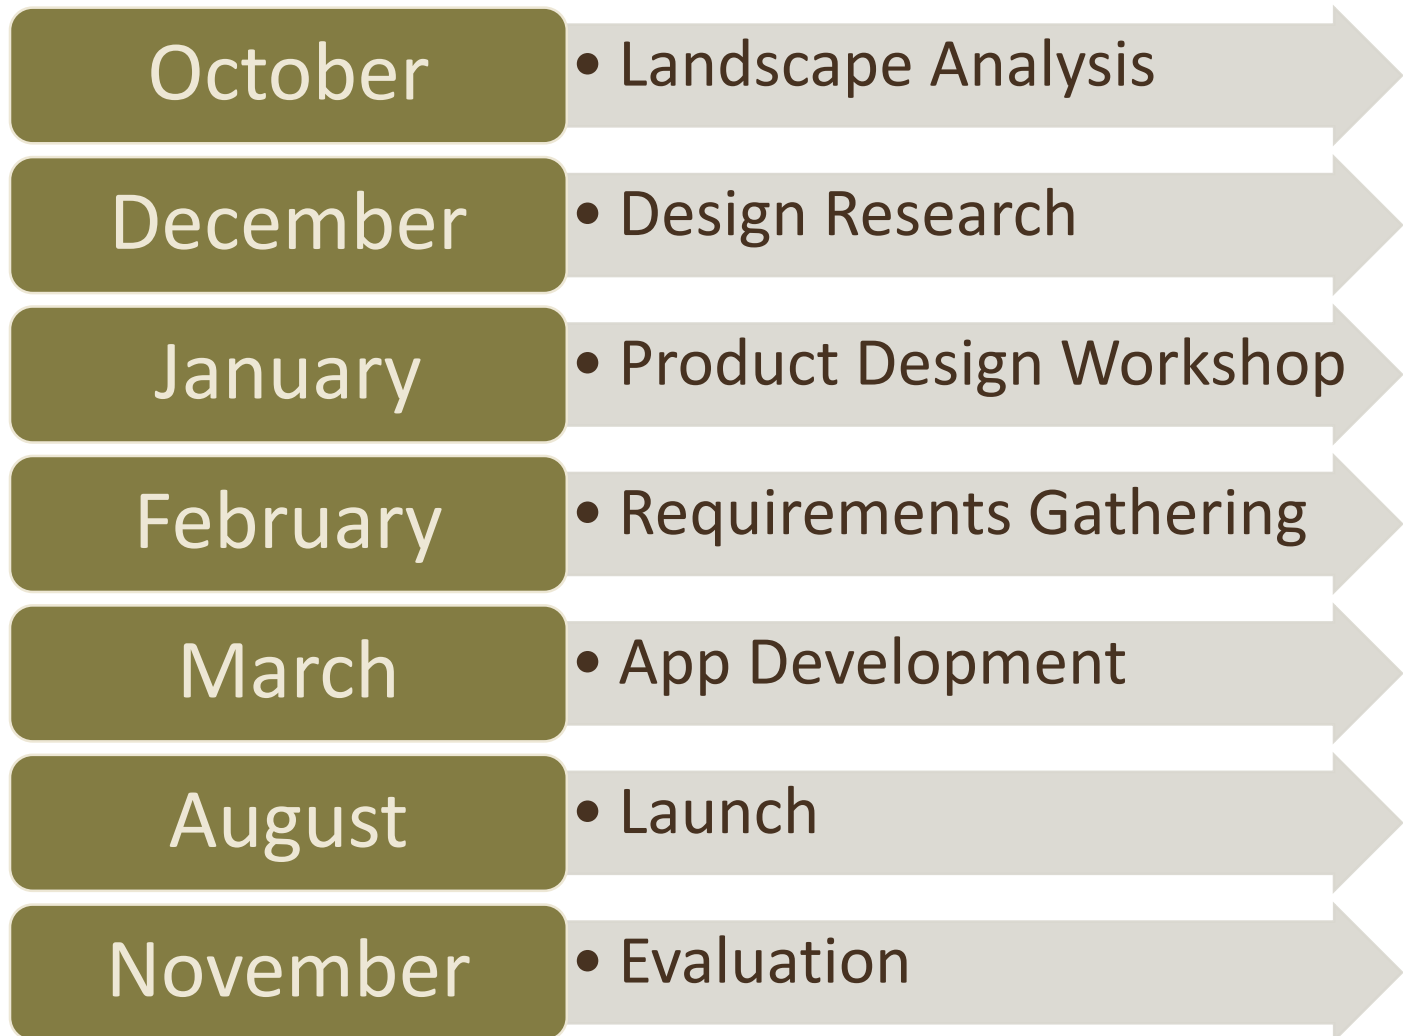 October
• Landscape Analysis
December
• Design Research
January
• Product Design Workshop
February
• Requirements Gathering
March
• App Development
August
• Launch
November
• Evaluation